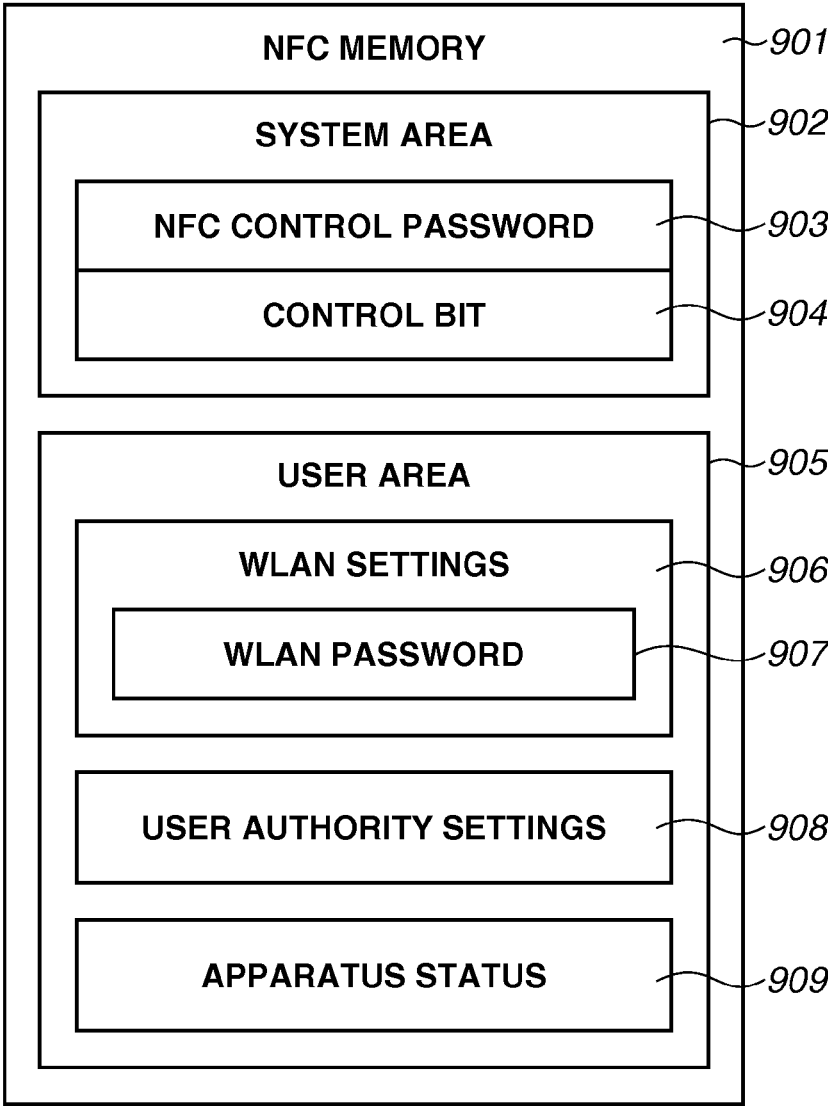 NFC MEMORY 901
SYSTEM AREA 902
NFC CONTROL PASSWORD 903
CONTROL BIT 904
USER AREA 905
WLAN SETTINGS 906
WLAN PASSWORD 907
USER AUTHORITY SETTINGS 908
APPARATUS STATUS 909